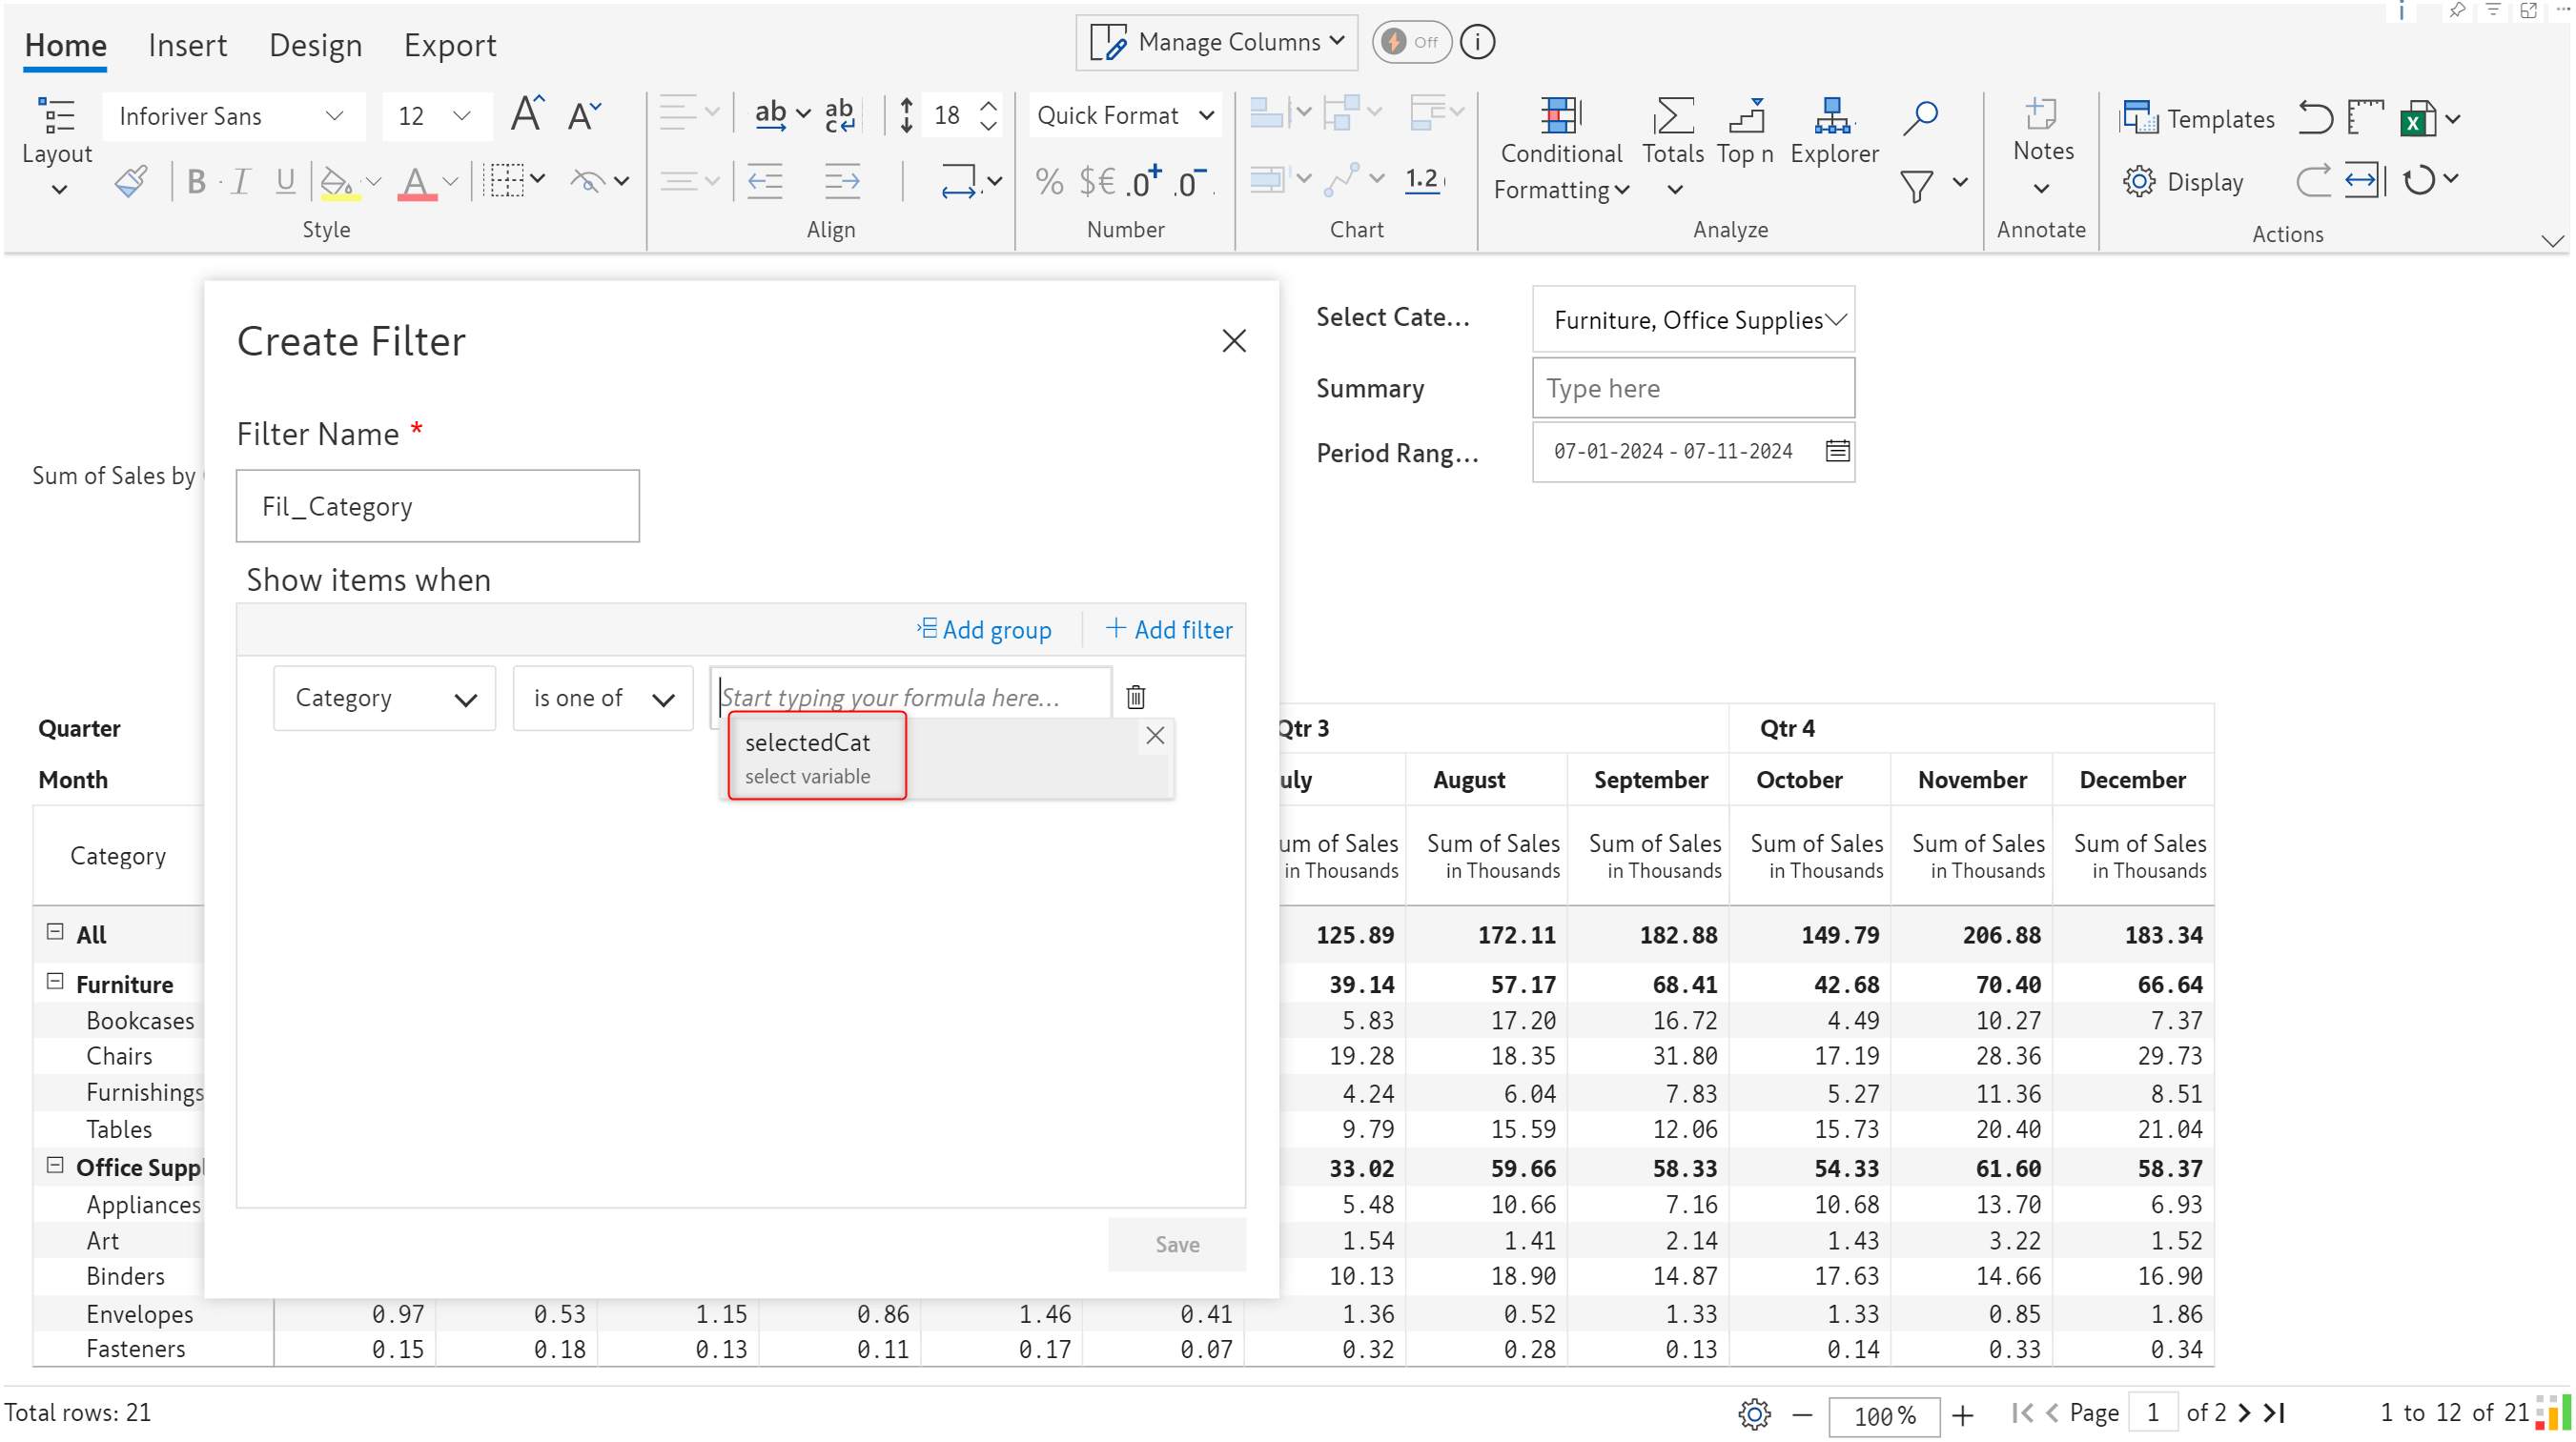 Home Insert Design Export Manage Columns Off
Inforiver Sans 12 ab ab 18 Quick Format
c
Layout Conditional Totals Top n Explorer Notes Templates
B I U A % $€ .0 .0 1.2 Formatting Display
Style Align Number Chart Analyze Annotate Actions
Create Filter
Select Cate... Furniture, Office Supplies
Summary Type here
Filter Name *
Period Rang... 07-01-2024 - 07-11-2024
Sum of Sales by
Fil_Category
Show items when
Add group Add filter
Category is one of Start typing your formula here...
selectedCat
select variable
Quarter Qtr 3 Qtr 4
Month uly August September October November December
Category um of Sales Sum of Sales Sum of Sales Sum of Sales Sum of Sales Sum of Sales
in Thousands in Thousands in Thousands in Thousands in Thousands in Thousands
All 125.89 172.11 182.88 149.79 206.88 183.34
Furniture 39.14 57.17 68.41 42.68 70.40 66.64
Bookcases 5.83 17.20 16.72 4.49 10.27 7.37
Chairs 19.28 18.35 31.80 17.19 28.36 29.73
Furnishings 4.24 6.04 7.83 5.27 11.36 8.51
Tables 9.79 15.59 12.06 15.73 20.40 21.04
Office Suppl 33.02 59.66 58.33 54.33 61.60 58.37
Appliances 5.48 10.66 7.16 10.68 13.70 6.93
Art 1.54 1.41 2.14 1.43 3.22 1.52
Save
Binders 10.13 18.90 14.87 17.63 14.66 16.90
Envelopes 0.97 0.53 1.15 0.86 1.46 0.41 1.36 0.52 1.33 1.33 0.85 1.86
Fasteners 0.15 0.18 0.13 0.11 0.17 0.07 0.32 0.28 0.13 0.14 0.33 0.34
Total rows: 21 100% Page 1 of 2 1 to 12 of 21